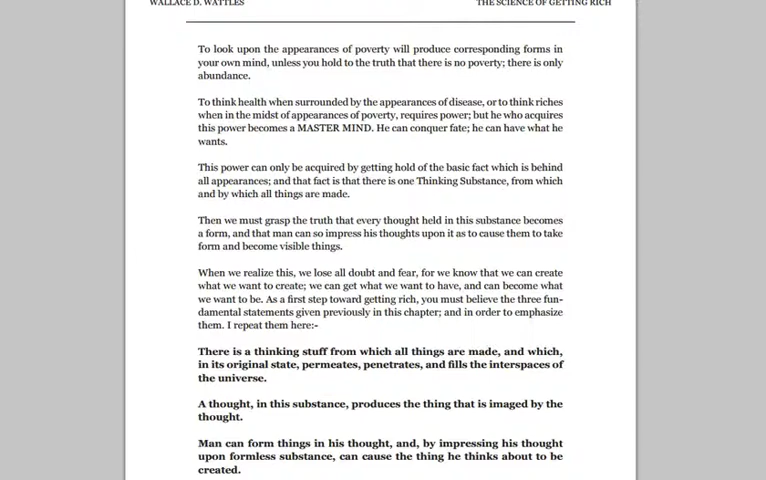 WALLACE D. WATTLES THE SCIENCE OF GETTING RICH
To look upon the appearances of poverty will produce corresponding forms in
your own mind, unless you hold to the truth that there is no poverty; there is only
abundance.
To think health when surrounded by the appearances of disease, or to think riches
when in the midst of appearances of poverty, requires power; but he who acquires
this power becomes a MASTER MIND. He can conquer fate; he can have what he
wants.
This power can only be acquired by getting hold of the basic fact which is behind
all appearances; and that fact is that there is one Thinking Substance, from which
and by which all things are made.
Then we must grasp the truth that every thought held in this substance becomes
a form, and that man can so impress his thoughts upon it as to cause them to take
form and become visible things.
When we realize this, we lose all doubt and fear, for we know that we can create
what we want to create; we can get what we want to have, and can become what
we want to be. As a first step toward getting rich, you must believe the three fun-
damental statements given previously in this chapter; and in order to emphasize
them. I repeat them here:-
There is a thinking stuff from which all things are made, and which,
in its original state, permeates, penetrates, and fills the interspaces of
the universe.
A thought, in this substance, produces the thing that is imaged by the
thought.
Man can form things in his thought, and, by impressing his thought
upon formless substance, can cause the thing he thinks about to be
created.